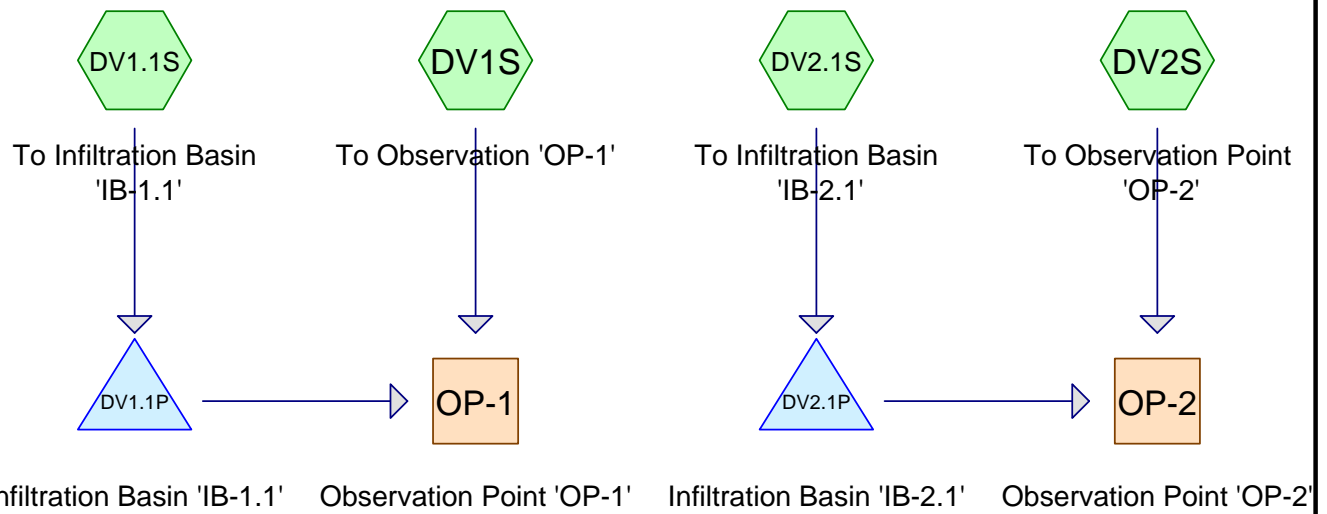 DV1.1S
DV1S
DV2.1S
DV2S
To Infiltration Basin
'IB-1.1'
To Observation 'OP-1'
To Infiltration Basin
'IB-2.1'
To Observation Point
'OP-2'
DV1.1P
OP-1
DV2.1P
OP-2
nfiltration Basin 'IB-1.1'
Observation Point 'OP-1'
Infiltration Basin 'IB-2.1'
Observation Point 'OP-2'